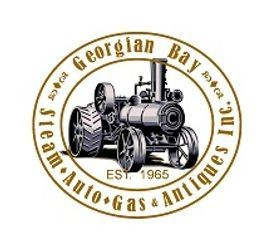 Georgian Bay
Steam • Auto • Gas & Antiques Inc.
EST. 1965